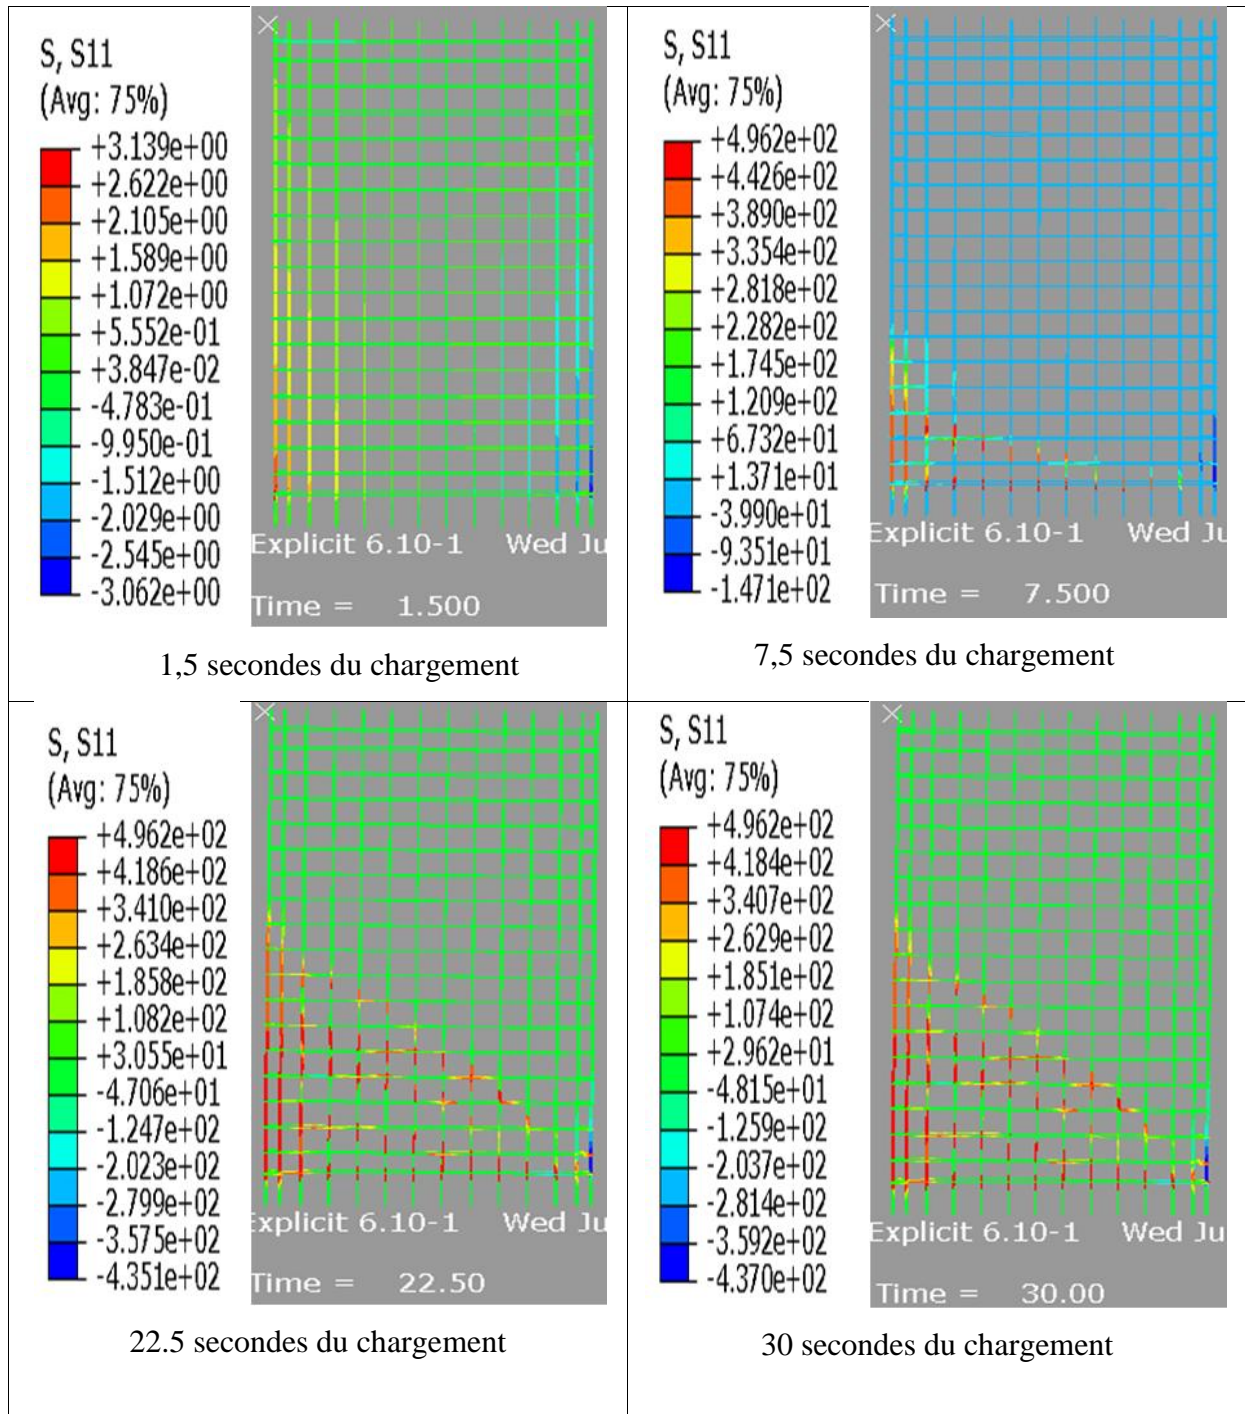 S, S11
(Avg: 75%)
+3.139e+00
+2.622e+00
+2.105e+00
+1.589e+00
+1.072e+00
+5.552e-01
+3.847e-02
-4.783e-01
-9.950e-01
-1.512e+00
-2.029e+00
-2.545e+00
-3.062e+00
Explicit 6.10-1 Wed Ju
Time = 1.500
1,5 secondes du chargement
S, S11
(Avg: 75%)
+4.962e+02
+4.426e+02
+3.890e+02
+3.354e+02
+2.818e+02
+2.282e+02
+1.745e+02
+1.209e+02
+6.732e+01
+1.371e+01
-3.990e+01
-9.351e+01
-1.471e+02
Explicit 6.10-1 Wed Ju
Time = 7.500
7,5 secondes du chargement
S, S11
(Avg: 75%)
+4.962e+02
+4.186e+02
+3.410e+02
+2.634e+02
+1.858e+02
+1.082e+02
+3.055e+01
-4.706e+01
-1.247e+02
-2.023e+02
-2.799e+02
-3.575e+02
-4.351e+02
Explicit 6.10-1 Wed Ju
Time = 22.50
22.5 secondes du chargement
S, S11
(Avg: 75%)
+4.962e+02
+4.184e+02
+3.407e+02
+2.629e+02
+1.851e+02
+1.074e+02
+2.962e+01
-4.815e+01
-1.259e+02
-2.037e+02
-2.814e+02
-3.592e+02
-4.370e+02
Explicit 6.10-1 Wed Ju
Time = 30.00
30 secondes du chargement